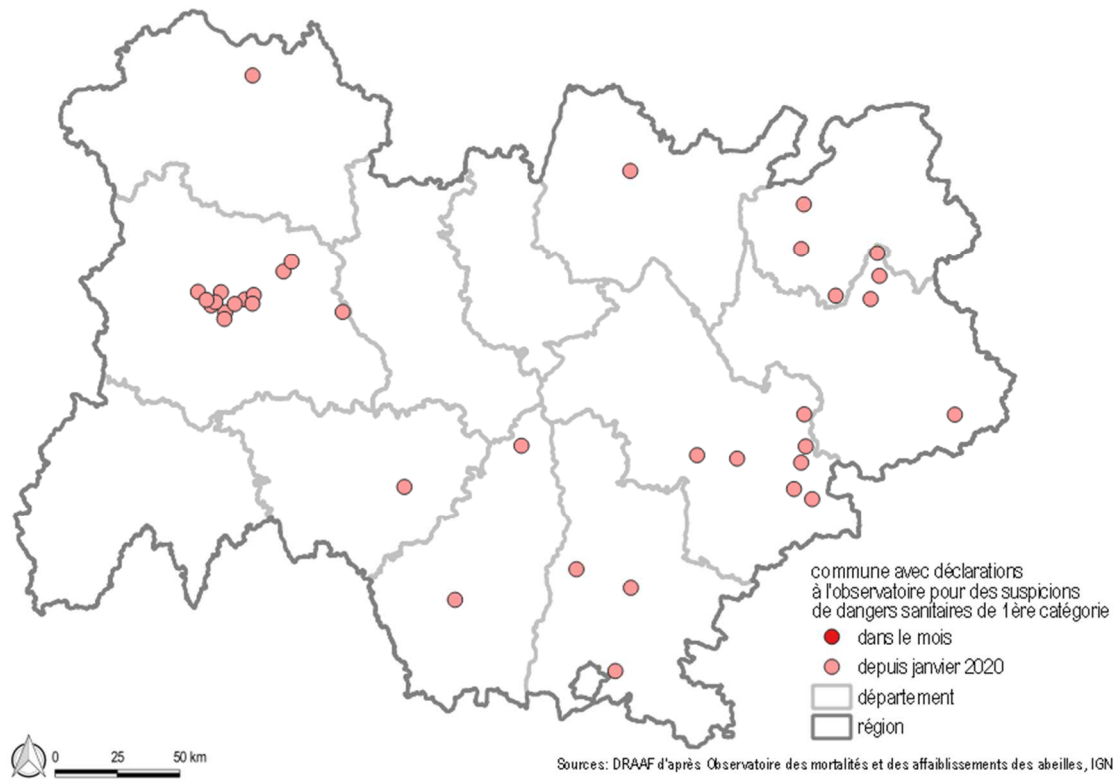 commune avec déclarations
à l'observatoire pour des suspicions
de dangers sanitaires de 1ère catégorie
dans le mois
depuis janvier 2020
département
région
0 25 50 km
Sources: DRAAF d'après Observatoire des mortalités et des affaiblissements des abeilles, IGN